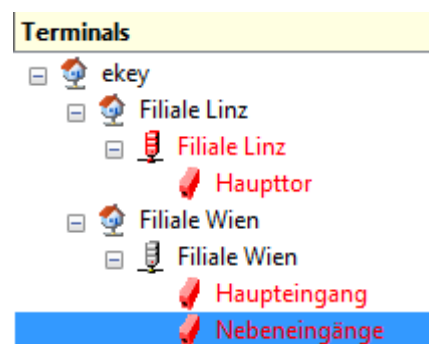 Terminals
ekey
Filiale Linz
Filiale Linz
Haupttor
Filiale Wien
Filiale Wien
Haupteingang
Nebeneingänge